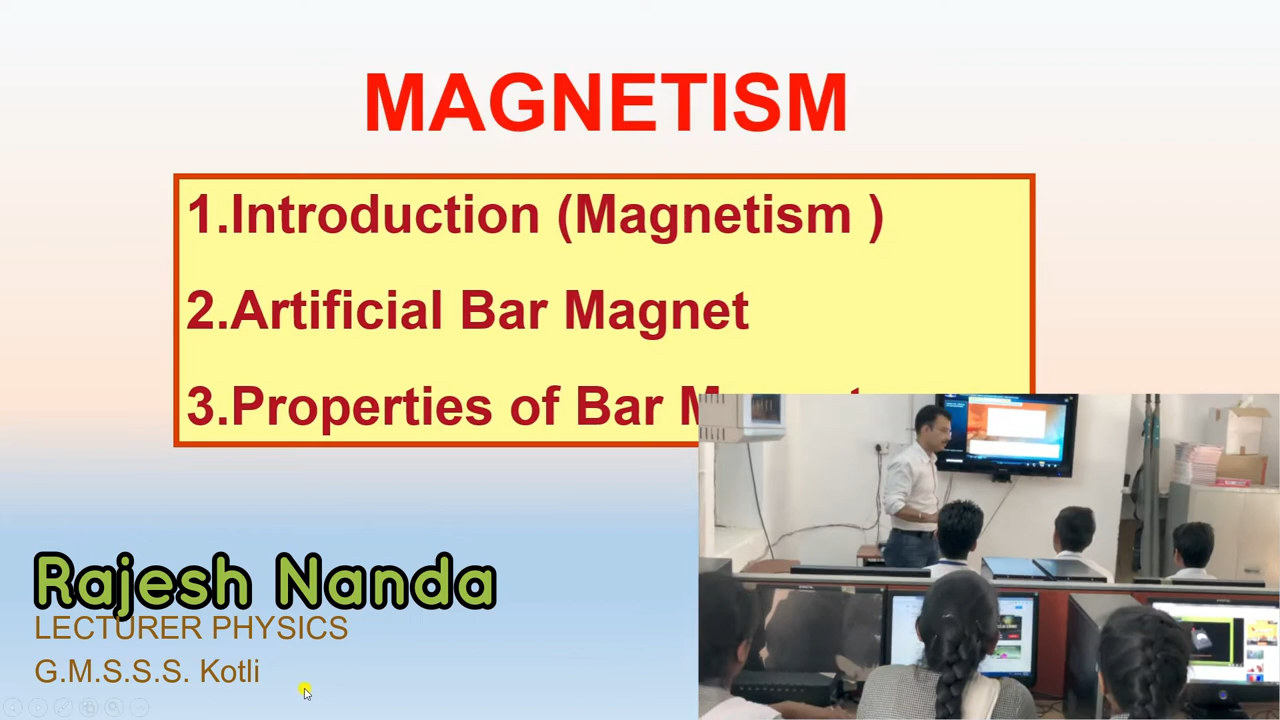 MAGNETISM
1.Introduction (Magnetism )
2.Artificial Bar Magnet
3.Properties of Bar
Rajesh Nanda
LECTURER PHYSICS
G.M.S.S.S. Kotli